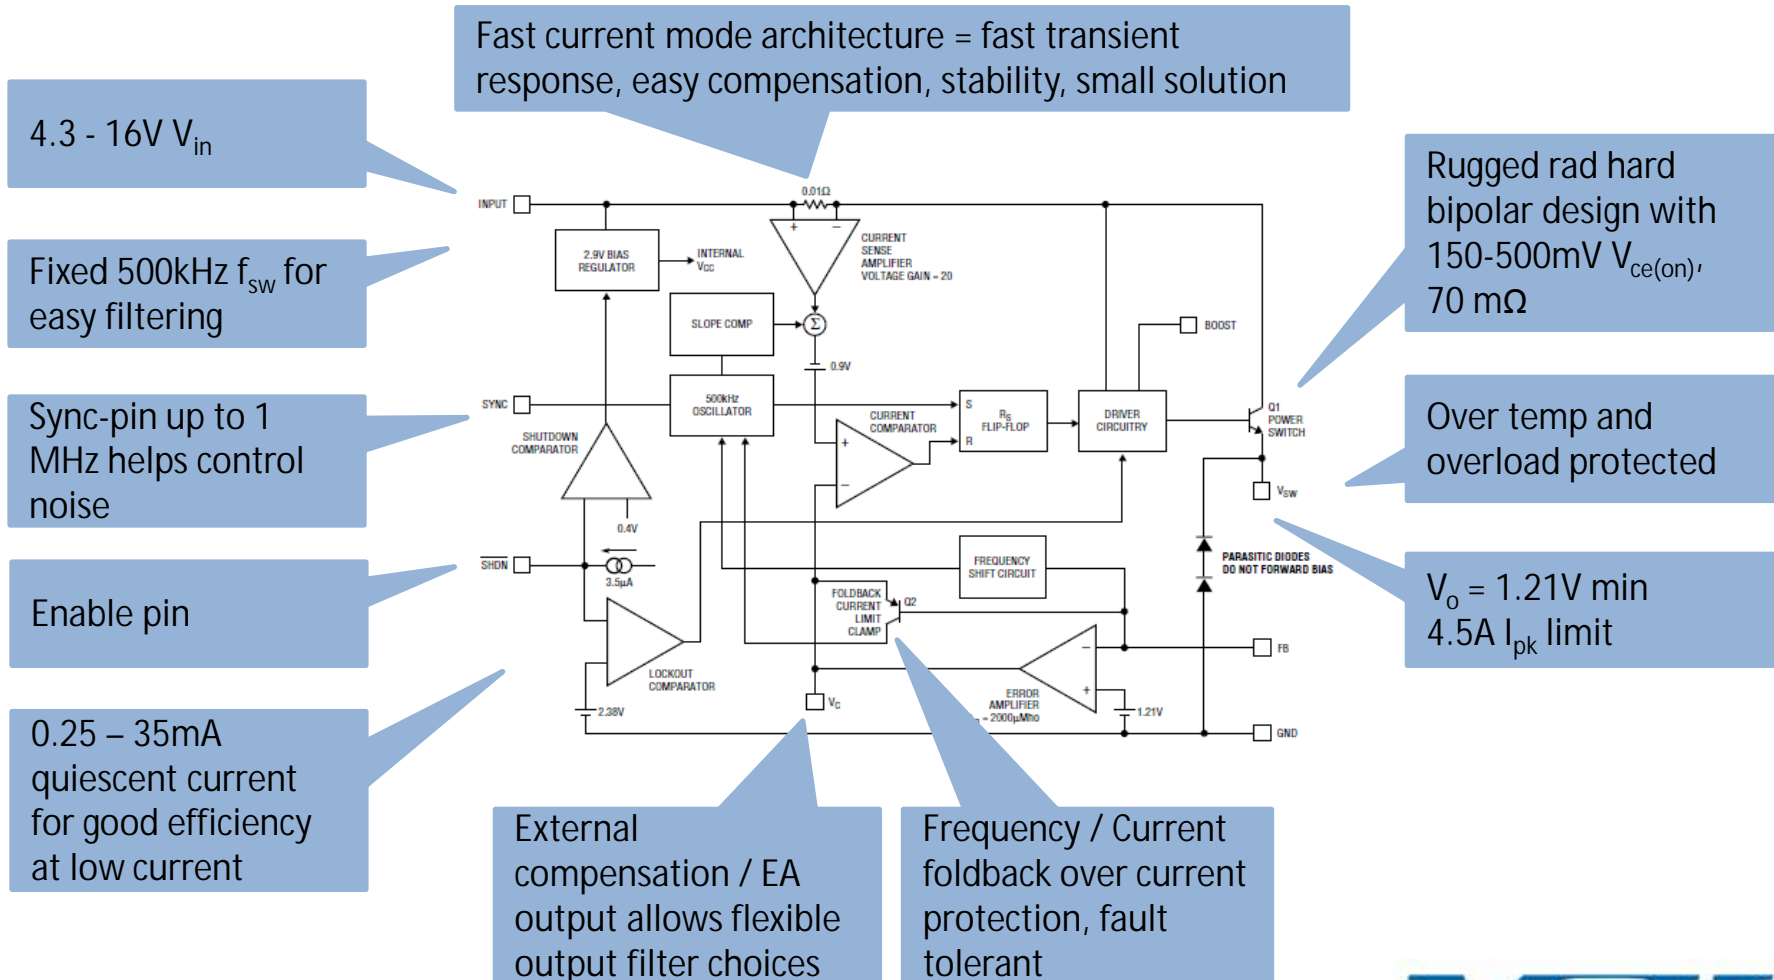 Fast current mode architecture = fast transient
response, easy compensation, stability, small solution
4.3 - 16V Vin
Fixed 500kHz fsw for
easy filtering
Sync-pin up to 1
MHz helps control
noise
Enable pin
0.25 – 35mA
quiescent current
for good efficiency
at low current
Rugged rad hard
bipolar design with
150-500mV Vce(on),
70 mΩ
Over temp and
overload protected
Vo = 1.21V min
4.5A Ipk limit
External
compensation / EA
output allows flexible
output filter choices
Frequency / Current
foldback over current
protection, fault
tolerant
INPUT
0.01Ω
+
−
CURRENT
SENSE
AMPLIFIER
VOLTAGE GAIN = 20
2.9V BIAS
REGULATOR
INTERNAL
VCC
SLOPE COMP
Σ
0.9V
BOOST
SYNC
500kHz
OSCILLATOR
SHUTDOWN
COMPARATOR
0.4V
CURRENT
COMPARATOR
+
−
S
R
RS
FLIP-FLOP
DRIVER
CIRCUITRY
Q1
POWER
SWITCH
VSW
SHDN
3.5µA
FREQUENCY
SHIFT CIRCUIT
PARASITIC DIODES
DO NOT FORWARD BIAS
FOLDBACK
CURRENT
LIMIT
CLAMP
Q2
LOCKOUT
COMPARATOR
2.38V
VC
−
+
ERROR
AMPLIFIER
= 2000µMho
1.21V
FB
GND